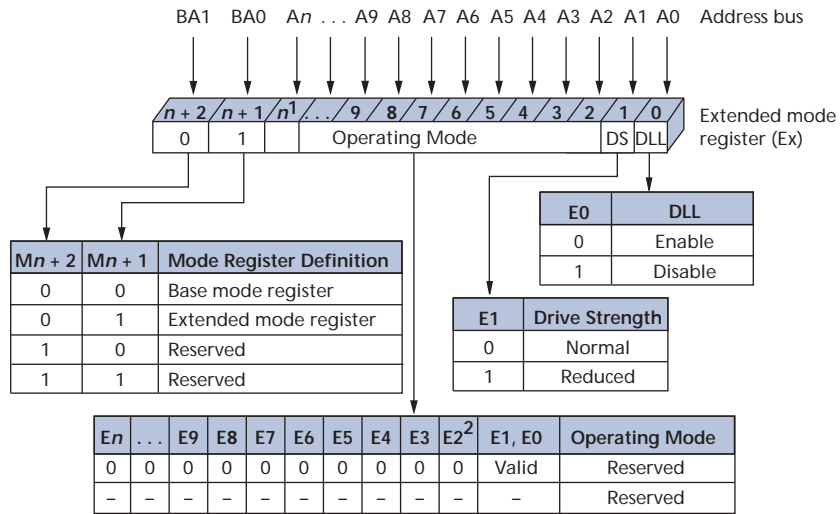 BA1 BA0 An . . . A9 A8 A7 A6 A5 A4 A3 A2 A1 A0 Address bus
n + 2 n + 1 n1 . . . 9 8 7 6 5 4 3 2 1 0
Extended mode
register (Ex)
0 1 Operating Mode DS DLL
E0 DLL
0 Enable
1 Disable
Mn + 2 Mn + 1 Mode Register Definition
0 0 Base mode register
0 1 Extended mode register
1 0 Reserved
1 1 Reserved
E1 Drive Strength
0 Normal
1 Reduced
En . . . E9 E8 E7 E6 E5 E4 E3 E2² E1, E0 Operating Mode
0 0 0 0 0 0 0 0 0 0 Valid Reserved
– – – – – – – – – – – Reserved